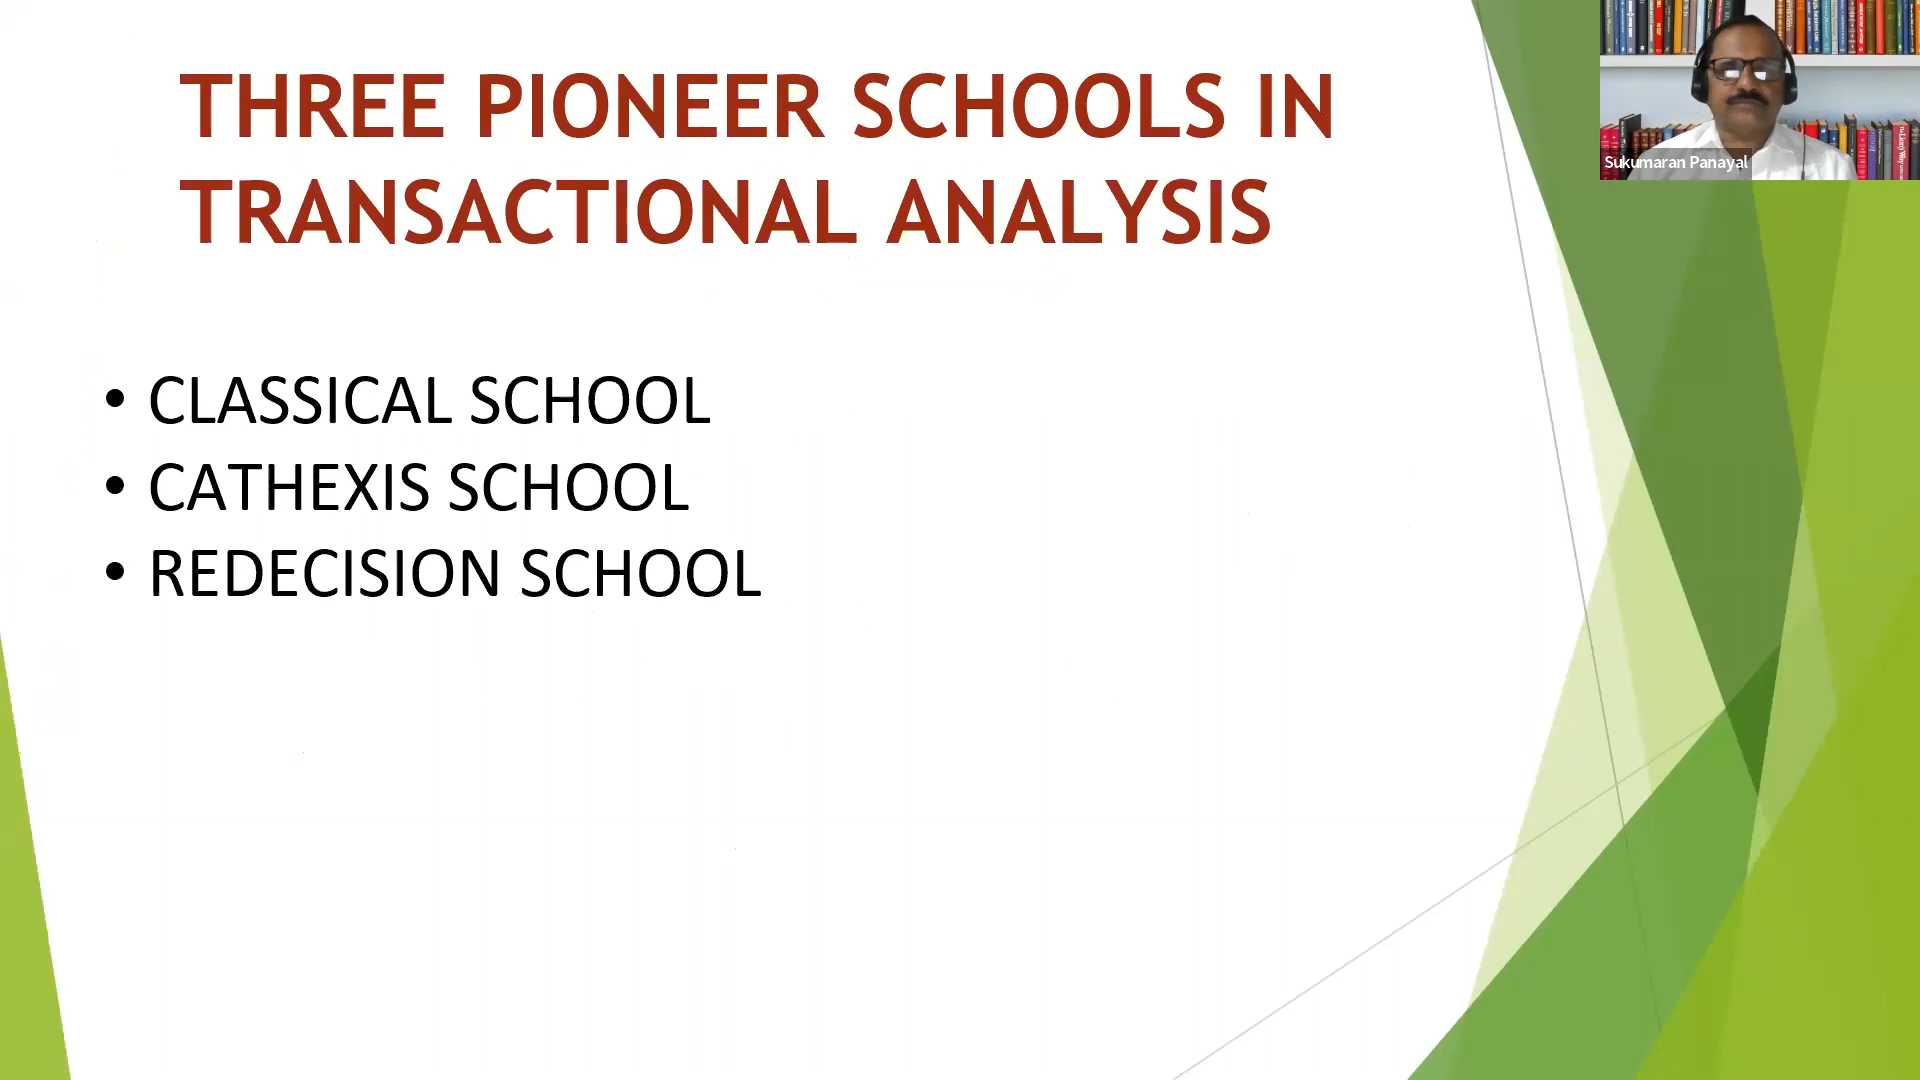 THREE PIONEER SCHOOLS IN
TRANSACTIONAL ANALYSIS
• CLASSICAL SCHOOL
• CATHEXIS SCHOOL
• REDECISION SCHOOL
Sukumaran Panayal